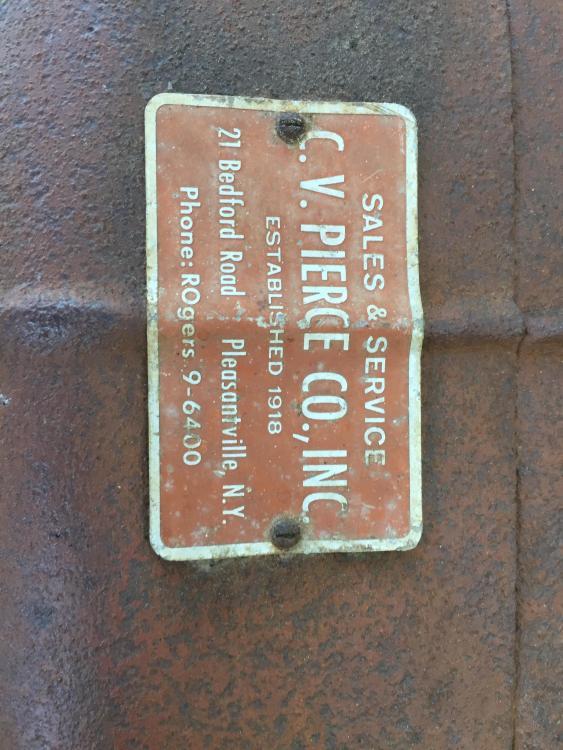 SALES & SERVICE
C. V. PIERCE CO., INC.
ESTABLISHED 1918
21 Bedford Road Pleasantville, N.Y.
Phone: ROgers 9-6400